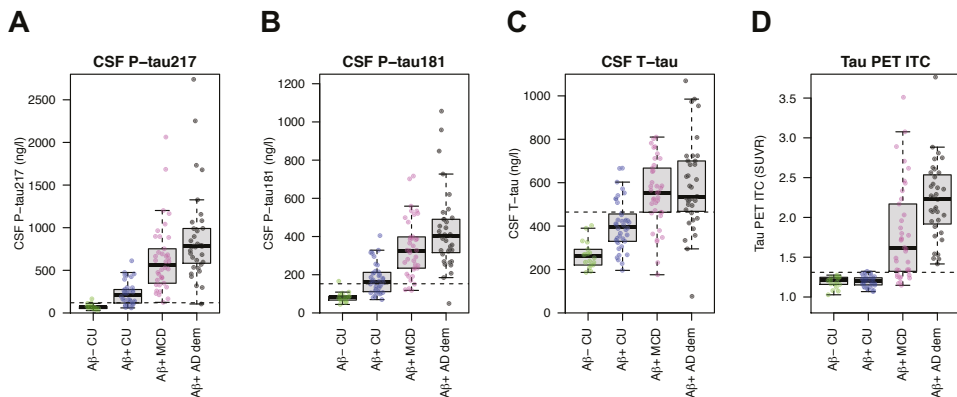 A
B
C
D
CSF P-tau217
CSF P-tau181
CSF T-tau
Tau PET ITC
CSF P-tau217 (ng/l)
2500
2000
1500
1000
500
0
Aβ- CU
Aβ+ CU
Aβ+ MCD
Aβ+ AD dem
CSF P-tau181 (ng/l)
1200
1000
800
600
400
200
0
Aβ- CU
Aβ+ CU
Aβ+ MCD
Aβ+ AD dem
CSF T-tau (ng/l)
1000
800
600
400
200
0
Aβ- CU
Aβ+ CU
Aβ+ MCD
Aβ+ AD dem
Tau PET ITC (SUVR)
3.5
3.0
2.5
2.0
1.5
1.0
Aβ- CU
Aβ+ CU
Aβ+ MCD
Aβ+ AD dem